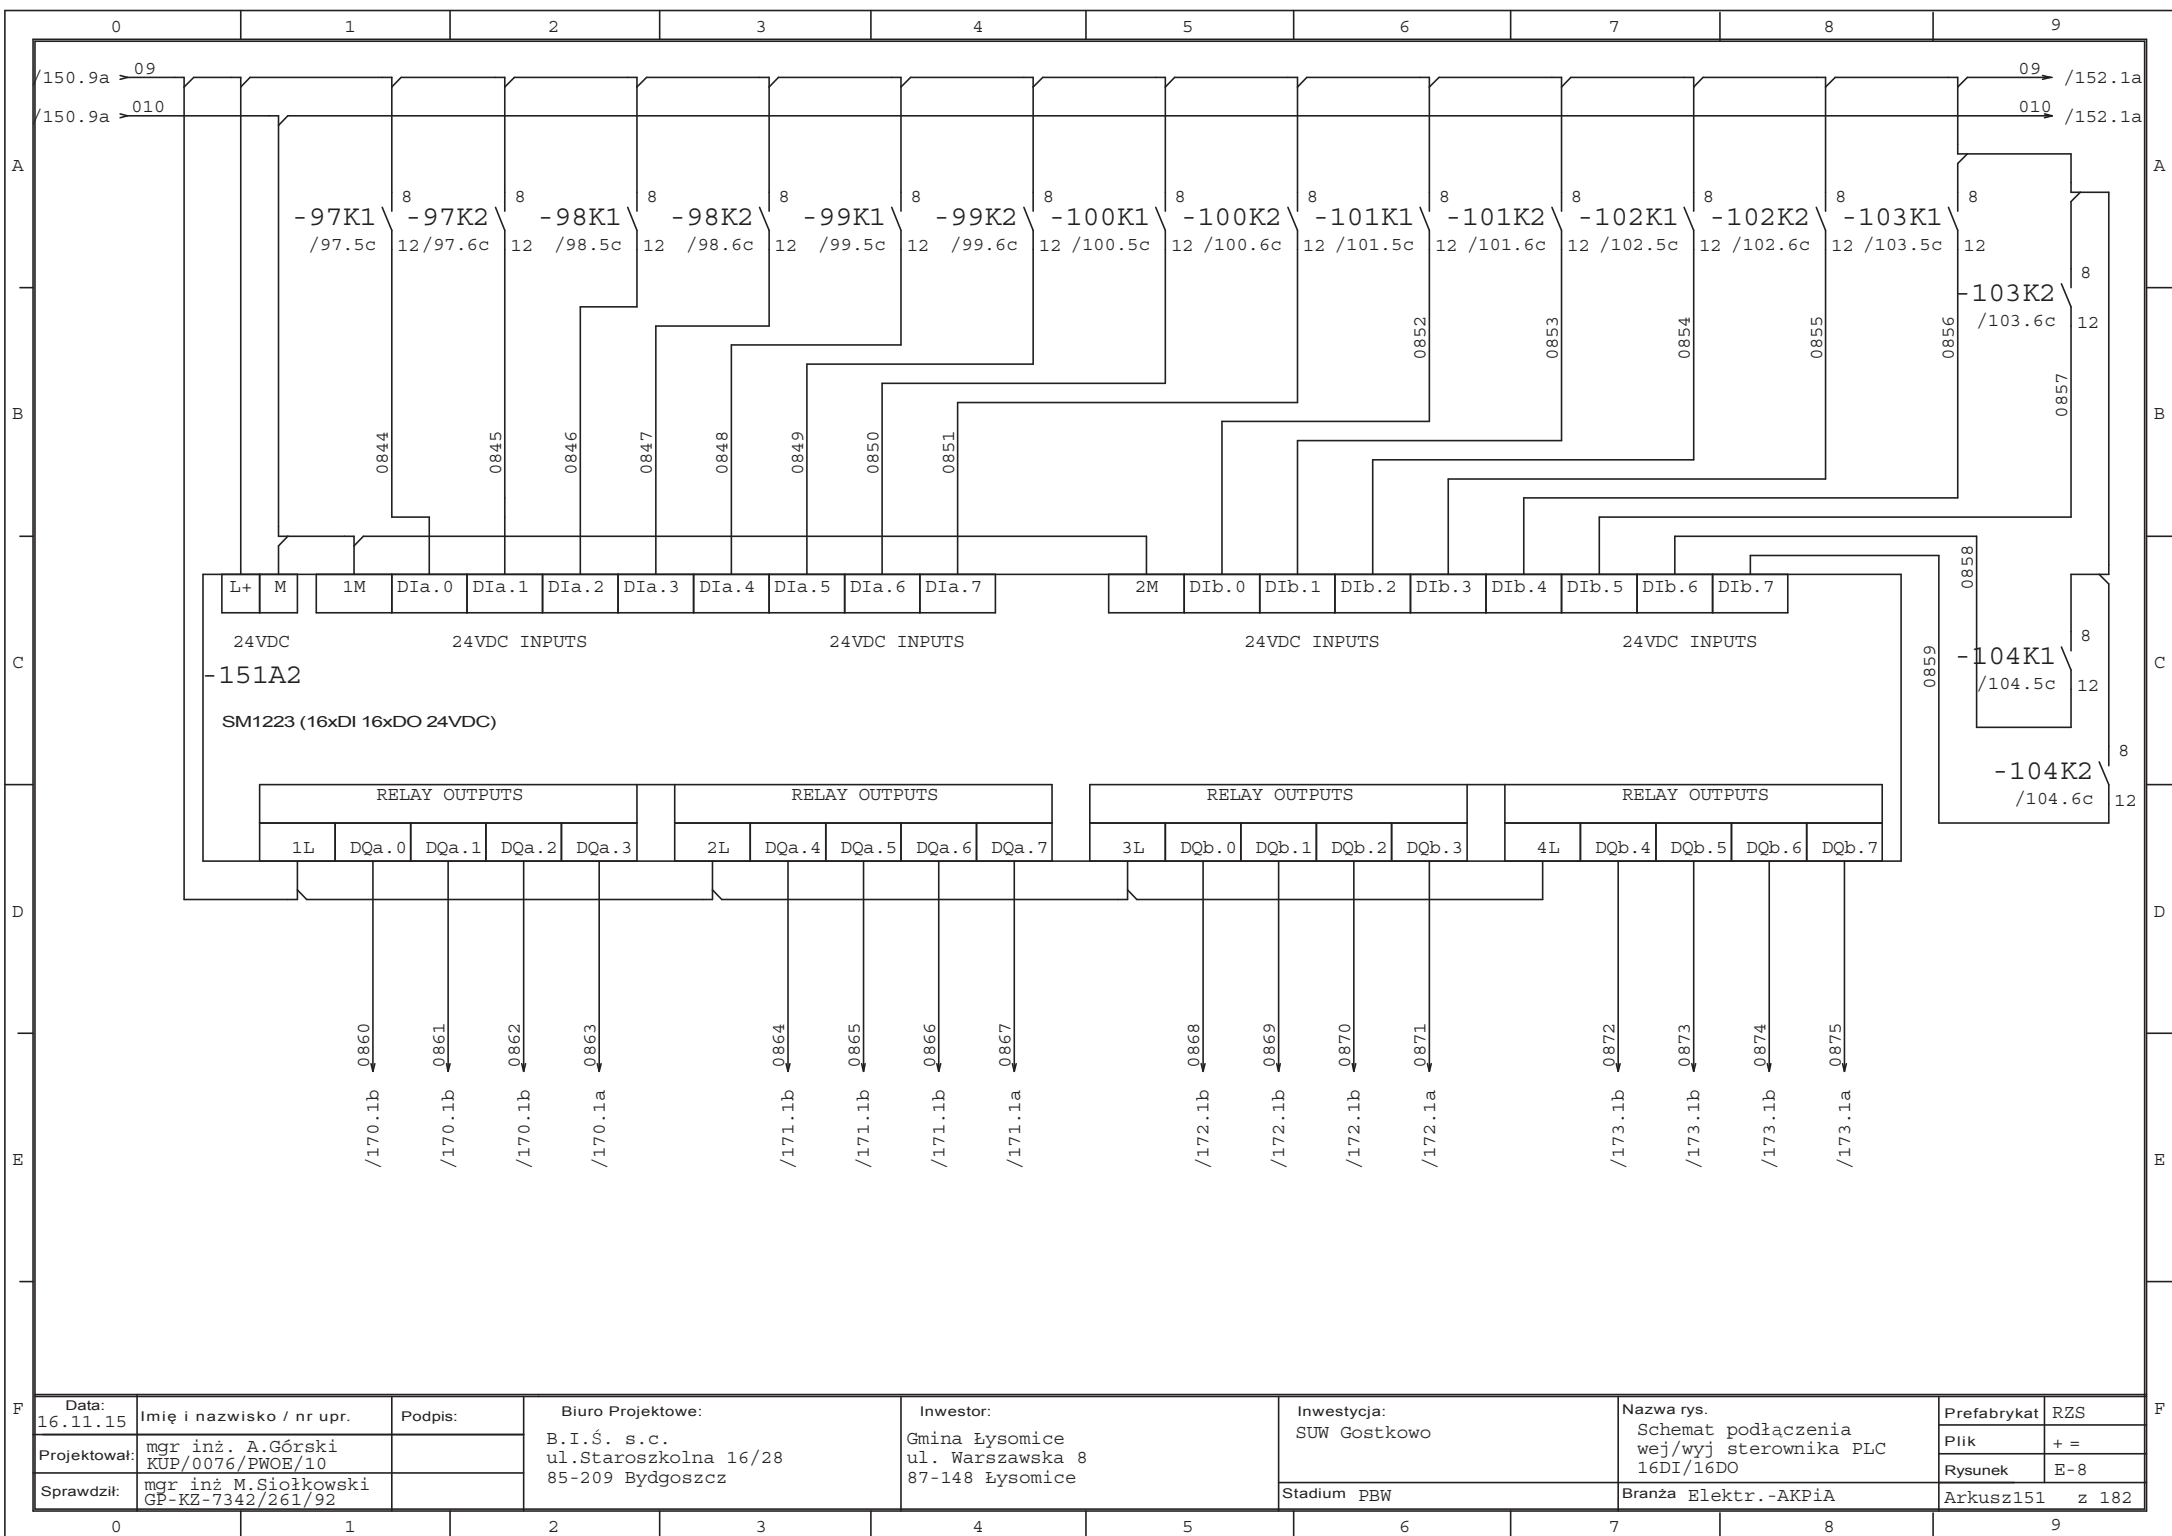 0 1 2 3 4 5 6 7 8 9
/150.9a 09 09 /152.1a
/150.9a 010 010 /152.1a
A A
8 8 8 8 8 8 8 8 8 8 8 8 8
-97K1 -97K2 -98K1 -98K2 -99K1 -99K2 -100K1 -100K2 -101K1 -101K2 -102K1 -102K2 -103K1
/97.5c 12 /97.6c 12 /98.5c 12 /98.6c 12 /99.5c 12 /99.6c 12 /100.5c 12 /100.6c 12 /101.5c 12 /101.6c 12 /102.5c 12 /102.6c 12 /103.5c 12
8
-103K2
/103.6c 12
0852 0853 0854 0855 0856
0857
B B
0844 0845 0846 0847 0848 0849 0850 0851
0858
L+ M 1M DIa.0 DIa.1 DIa.2 DIa.3 DIa.4 DIa.5 DIa.6 DIa.7 2M DIb.0 DIb.1 DIb.2 DIb.3 DIb.4 DIb.5 DIb.6 DIb.7
24VDC 24VDC INPUTS 24VDC INPUTS 24VDC INPUTS 24VDC INPUTS
8
C -104K1 C
0859
/104.5c 12
-151A2
SM1223 (16xDI 16xDO 24VDC)
8
-104K2
/104.6c 12
RELAY OUTPUTS RELAY OUTPUTS RELAY OUTPUTS RELAY OUTPUTS
1L DQa.0 DQa.1 DQa.2 DQa.3 2L DQa.4 DQa.5 DQa.6 DQa.7 3L DQb.0 DQb.1 DQb.2 DQb.3 4L DQb.4 DQb.5 DQb.6 DQb.7
D D
0860 0861 0862 0863 0864 0865 0866 0867 0868 0869 0870 0871 0872 0873 0874 0875
/170.1b /170.1b /170.1b /170.1a /171.1b /171.1b /171.1b /171.1a /172.1b /172.1b /172.1b /172.1a /173.1b /173.1b /173.1b /173.1a
E E
F F
Data:
16.11.15
Imię i nazwisko / nr upr.
Podpis:
Projektował:
mgr inż. A.Górski
KUP/0076/PWOE/10
Sprawdził:
mgr inż M.Siołkowski
GP-KZ-7342/261/92
Biuro Projektowe:
B.I.Ś. s.c.
ul.Staroszkolna 16/28
85-209 Bydgoszcz
Inwestor:
Gmina Łysomice
ul. Warszawska 8
87-148 Łysomice
Inwestycja:
SUW Gostkowo
Stadium PBW
Nazwa rys.
Schemat podłączenia
wej/wyj sterownika PLC
16DI/16DO
Branża Elektr.-AKPiA
Prefabrykat RZS
Plik + =
Rysunek E-8
Arkusz151 z 182
0 1 2 3 4 5 6 7 8 9